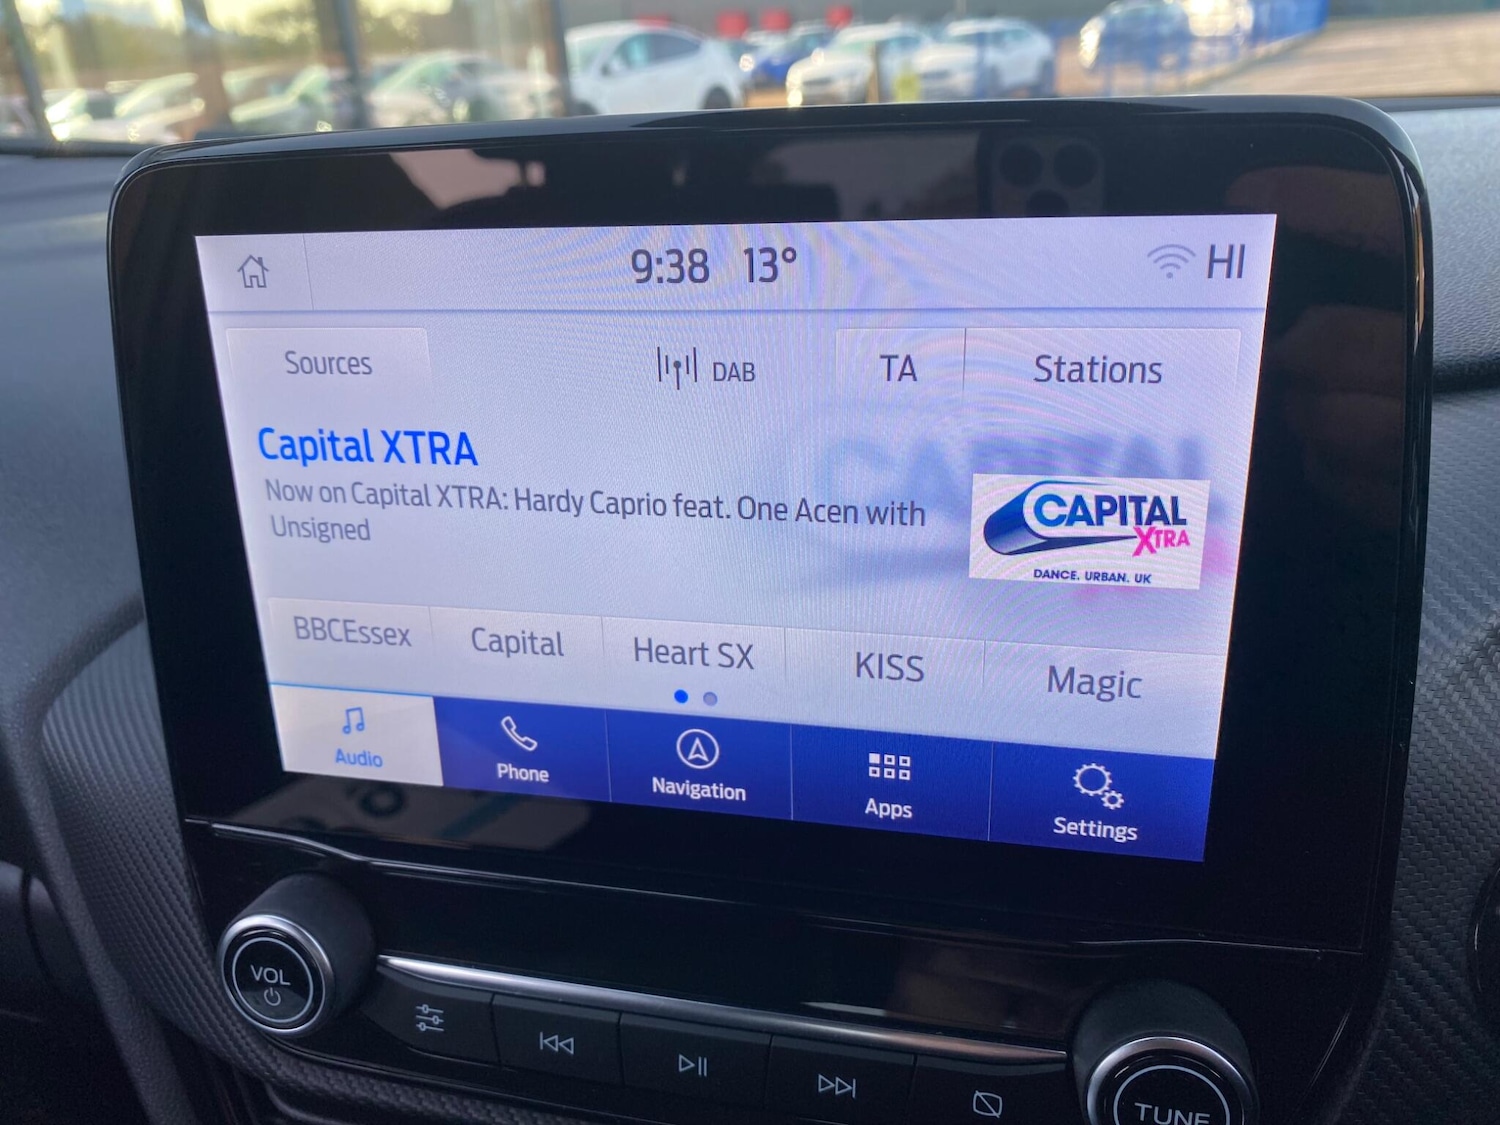 9:38 13° HI
Sources DAB TA Stations
Capital XTRA
Now on Capital XTRA: Hardy Caprio feat. One Acen with
Unsigned
CAPITAL
XTRA
DANCE. URBAN. UK
BBCEssex Capital Heart SX KISS Magic
Audio Phone Navigation Apps Settings
VOL
TUNE